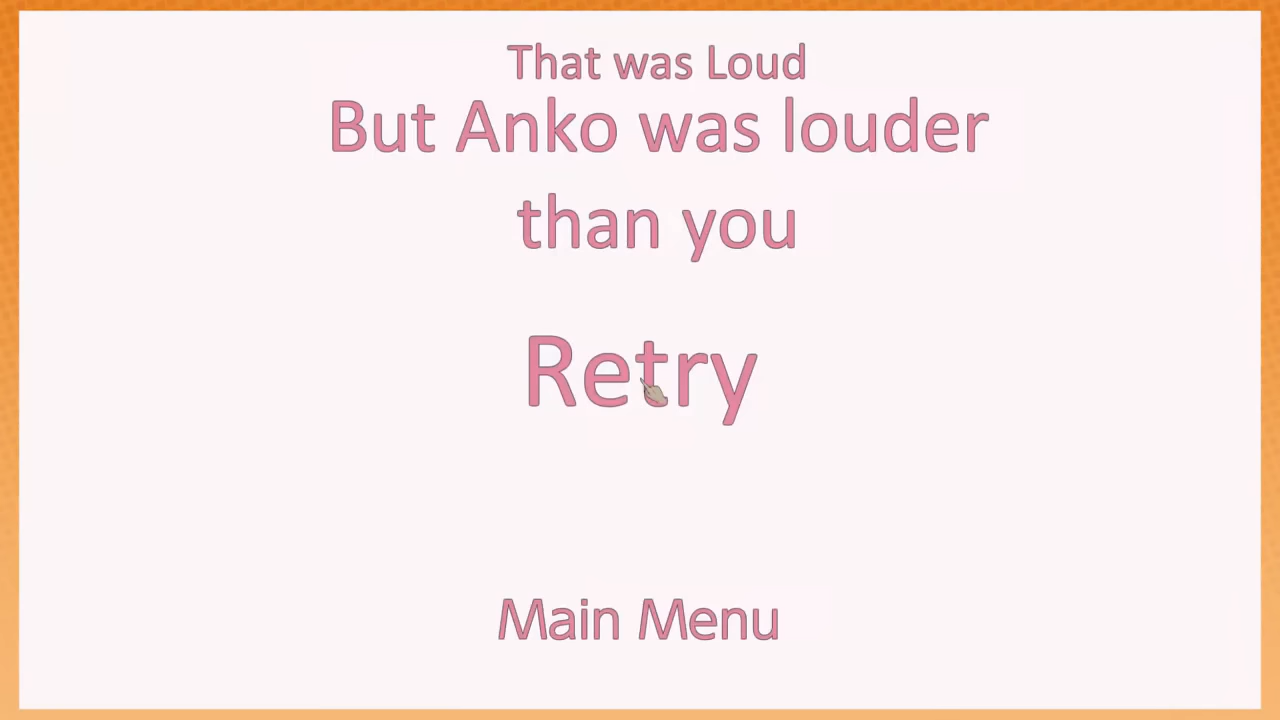 That was Loud
But Anko was louder
than you
Retry
Main Menu